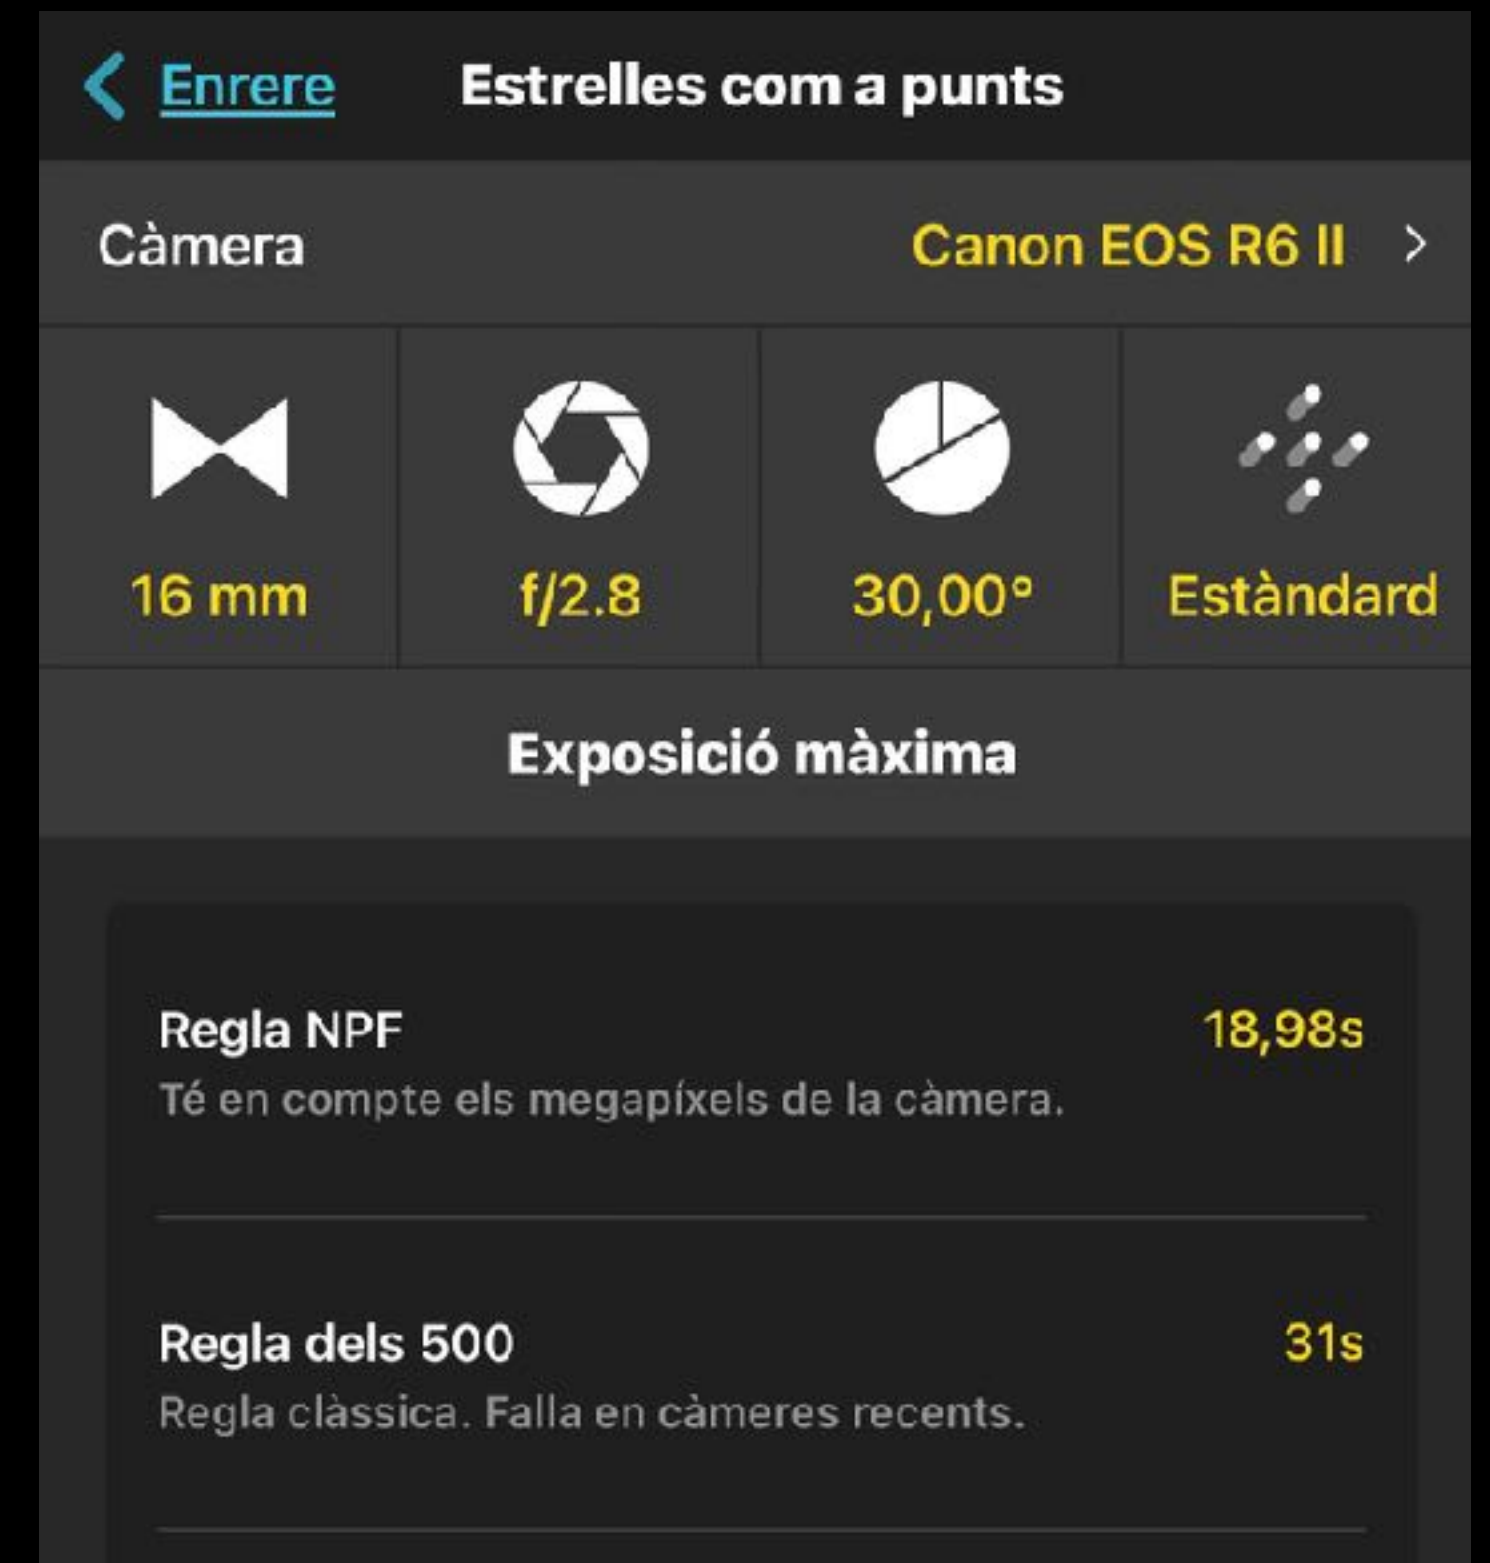 Enrere
Estrelles com a punts
Càmera
Canon EOS R6 II
16 mm
f/2.8
30,00º
Estàndard
Exposició màxima
Regla NPF
18,98s
Té en compte els megapíxels de la càmera.
Regla dels 500
31s
Regla clàssica. Falla en càmeres recents.